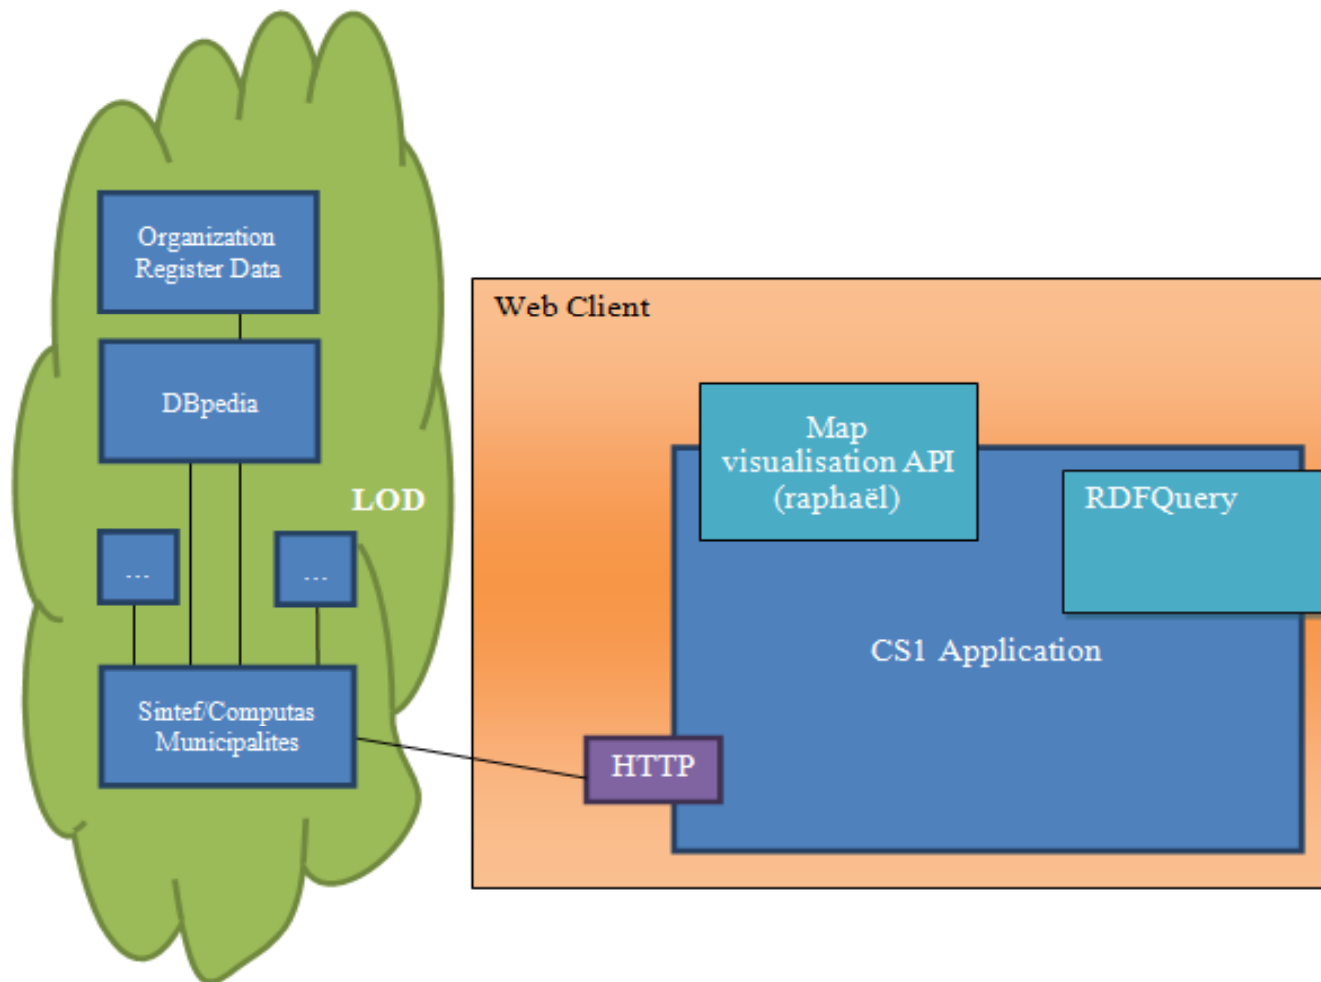 Organization
Register Data
DBpedia
LOD
...
...
Sintef/Computas
Municipalites
Web Client
Map
visualisation API
(raphaël)
RDFQuery
CS1 Application
HTTP